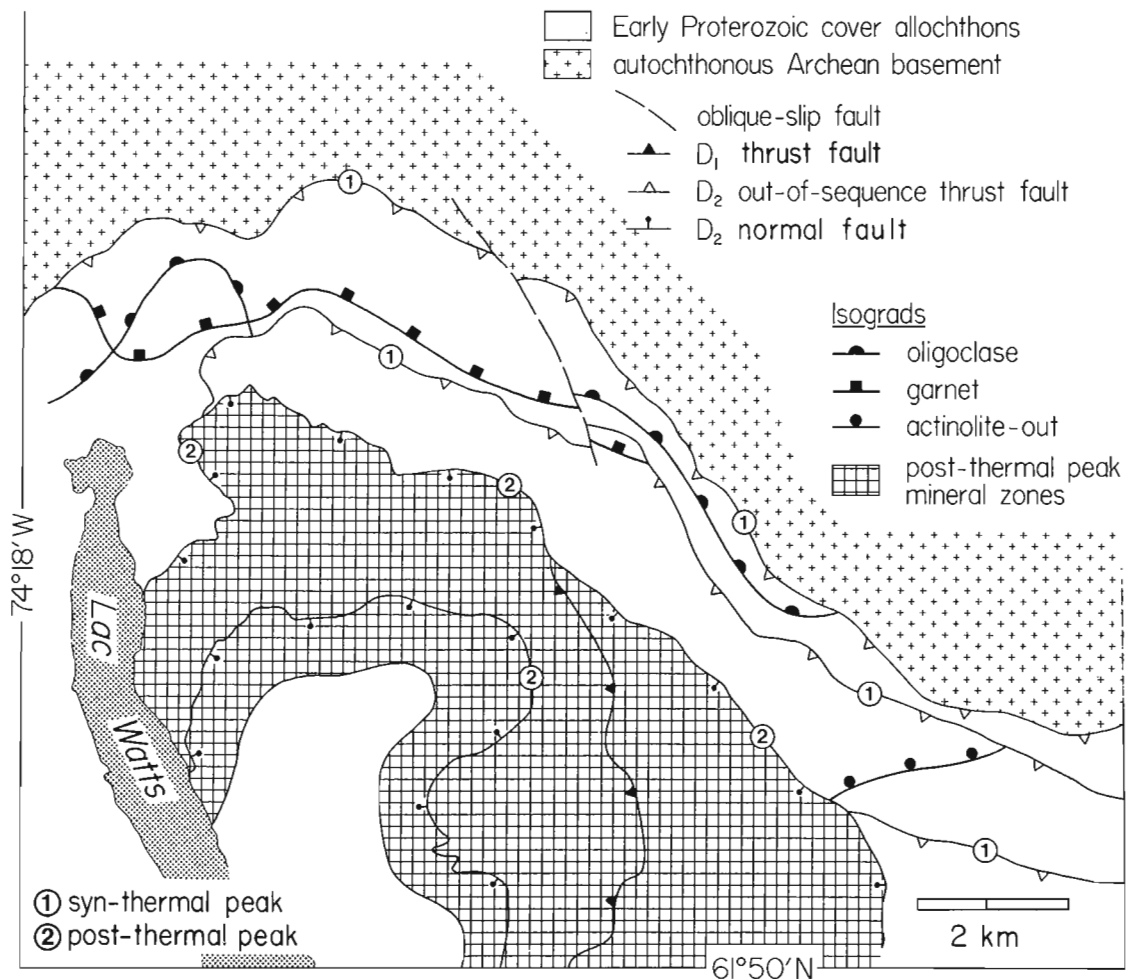 Early Proterozoic cover allochthons
autochthonous Archean basement
oblique-slip fault
D₁ thrust fault
D₂ out-of-sequence thrust fault
D₂ normal fault
Isograds
oligoclase
garnet
actinolite-out
post-thermal peak
mineral zones
1
1
2
2
1
2
1
2
1
74°18'W
Lac
Watts
① syn-thermal peak
② post-thermal peak
2 km
61°50'N